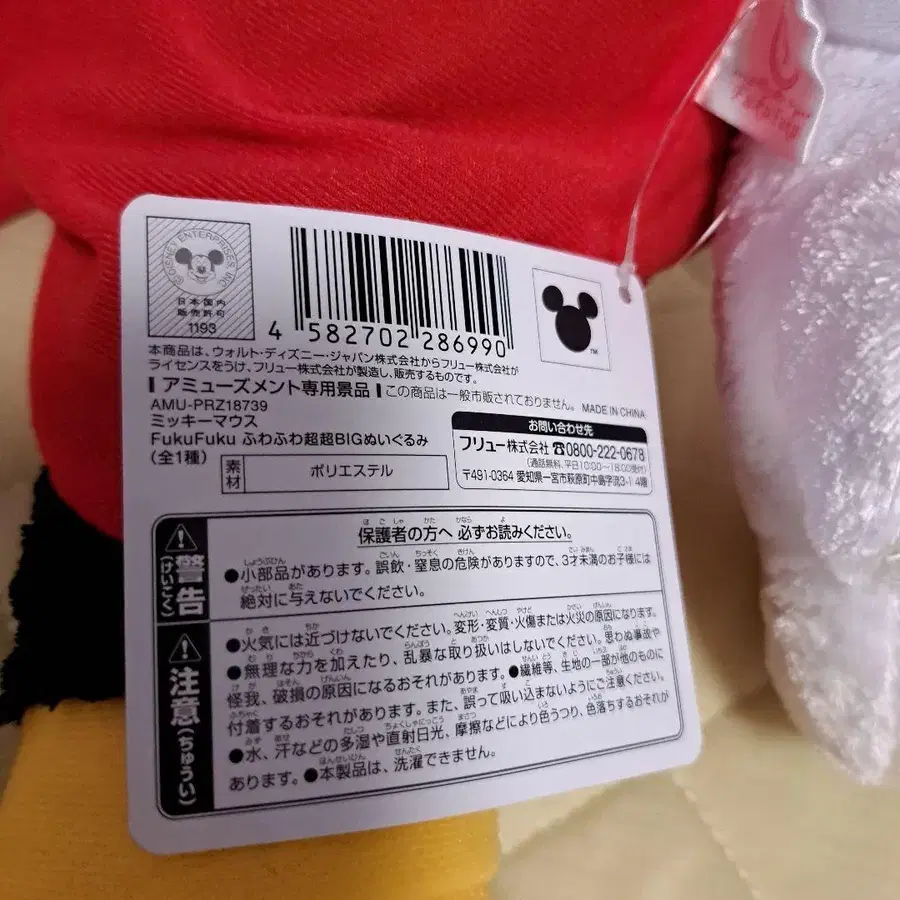 ©DISNEY ENTERPRISES, INC.
日本国内
販売許可
1193
4 582702 286990
TM
本商品は、ウォルト・ディズニー・ジャパン株式会社からフリュー株式会社が
ライセンスをうけ、フリュー株式会社が製造し、販売するものです。
アミューズメント専用景品 この商品は一般市販されておりません。 MADE IN CHINA
AMU-PRZ18739
ミッキーマウス
FukuFuku ふわふわ超超BIGぬいぐるみ
(全1種)
素材 ポリエステル
お問い合わせ先
フリュー株式会社 ☎0800-222-0678
(通話無料、平日10:00~18:00受付)
〒491-0364 愛知県一宮市萩原町中島字流3-1 4階
警告(けいこく)
保護者の方へ 必ずお読みください。
●小部品があります。誤飲・窒息の危険がありますので、3才未満のお子様には
絶対に与えないでください。
注意(ちゅうい)
●火気には近づけないでください。変形・変質・火傷または火災の原因になります。
●無理な力を加えたり、乱暴な取り扱いはしないでください。思わぬ事故や
怪我、破損の原因になるおそれがあります。●繊維等、生地の一部が他のものに
付着するおそれがあります。また、誤って吸い込まないようにご注意ください。
●水、汗などの多湿や直射日光、摩擦などにより色うつり、色落ちするおそれが
あります。●本製品は、洗濯できません。